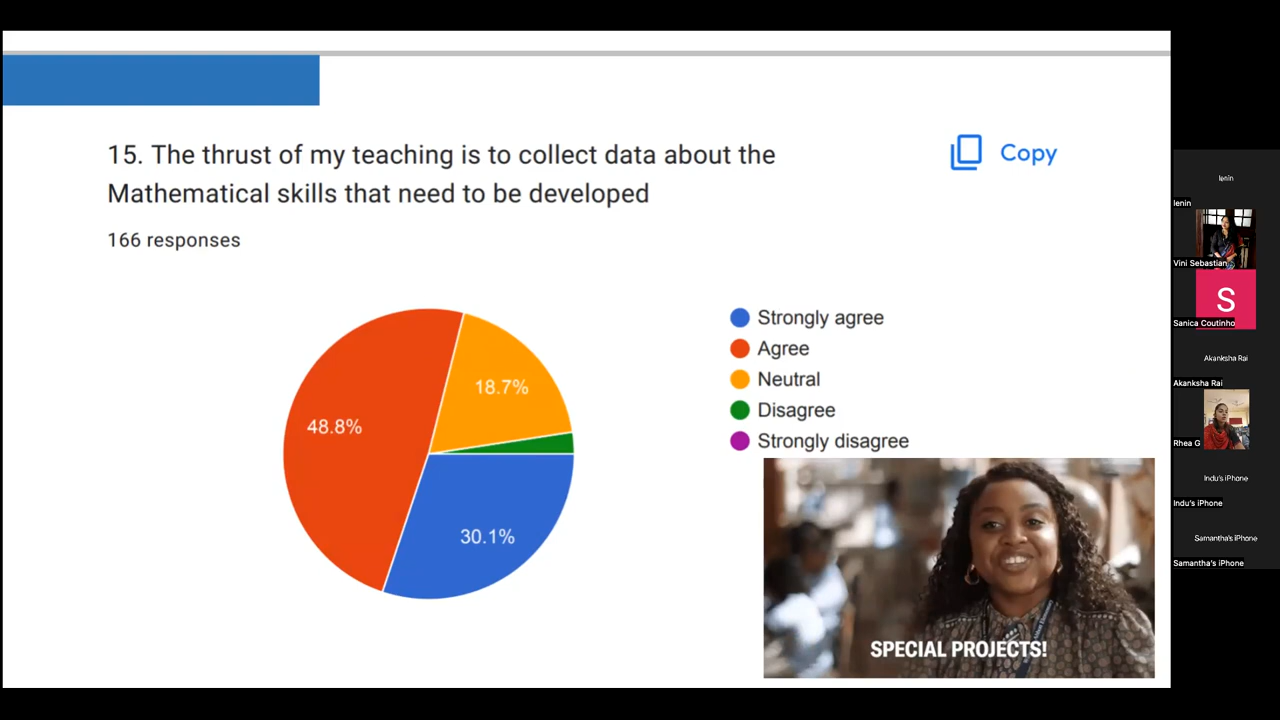 15. The thrust of my teaching is to collect data about the
Mathematical skills that need to be developed
Copy
166 responses
48.8%
18.7%
30.1%
Strongly agree
Agree
Neutral
Disagree
Strongly disagree
SPECIAL PROJECTS!
lenin
lenin
Vini Sebastian
S
Sanica Coutinho
Akanksha Rai
Akanksha Rai
Rhea G
Indu's iPhone
Indu's iPhone
Samantha's iPhone
Samantha's iPhone